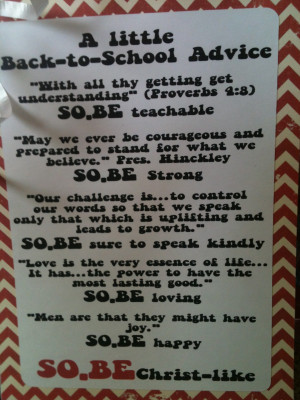 A little
Back-to-School Advice
"With all thy getting get
understanding" (Proverbs 4:8)
SO.BE teachable
"May we ever be courageous and
prepared to stand for what we
believe." Pres. Hinckley
SO.BE Strong
"Our challenge is...to control
our words so that we speak
only that which is uplifting and
leads to growth."
SO.BE sure to speak kindly
"Love is the very essence of life...
It has...the power to have the
most lasting good."
SO.BE loving
"Men are that they might have
joy."
SO.BE happy
SO.BE Christ-like